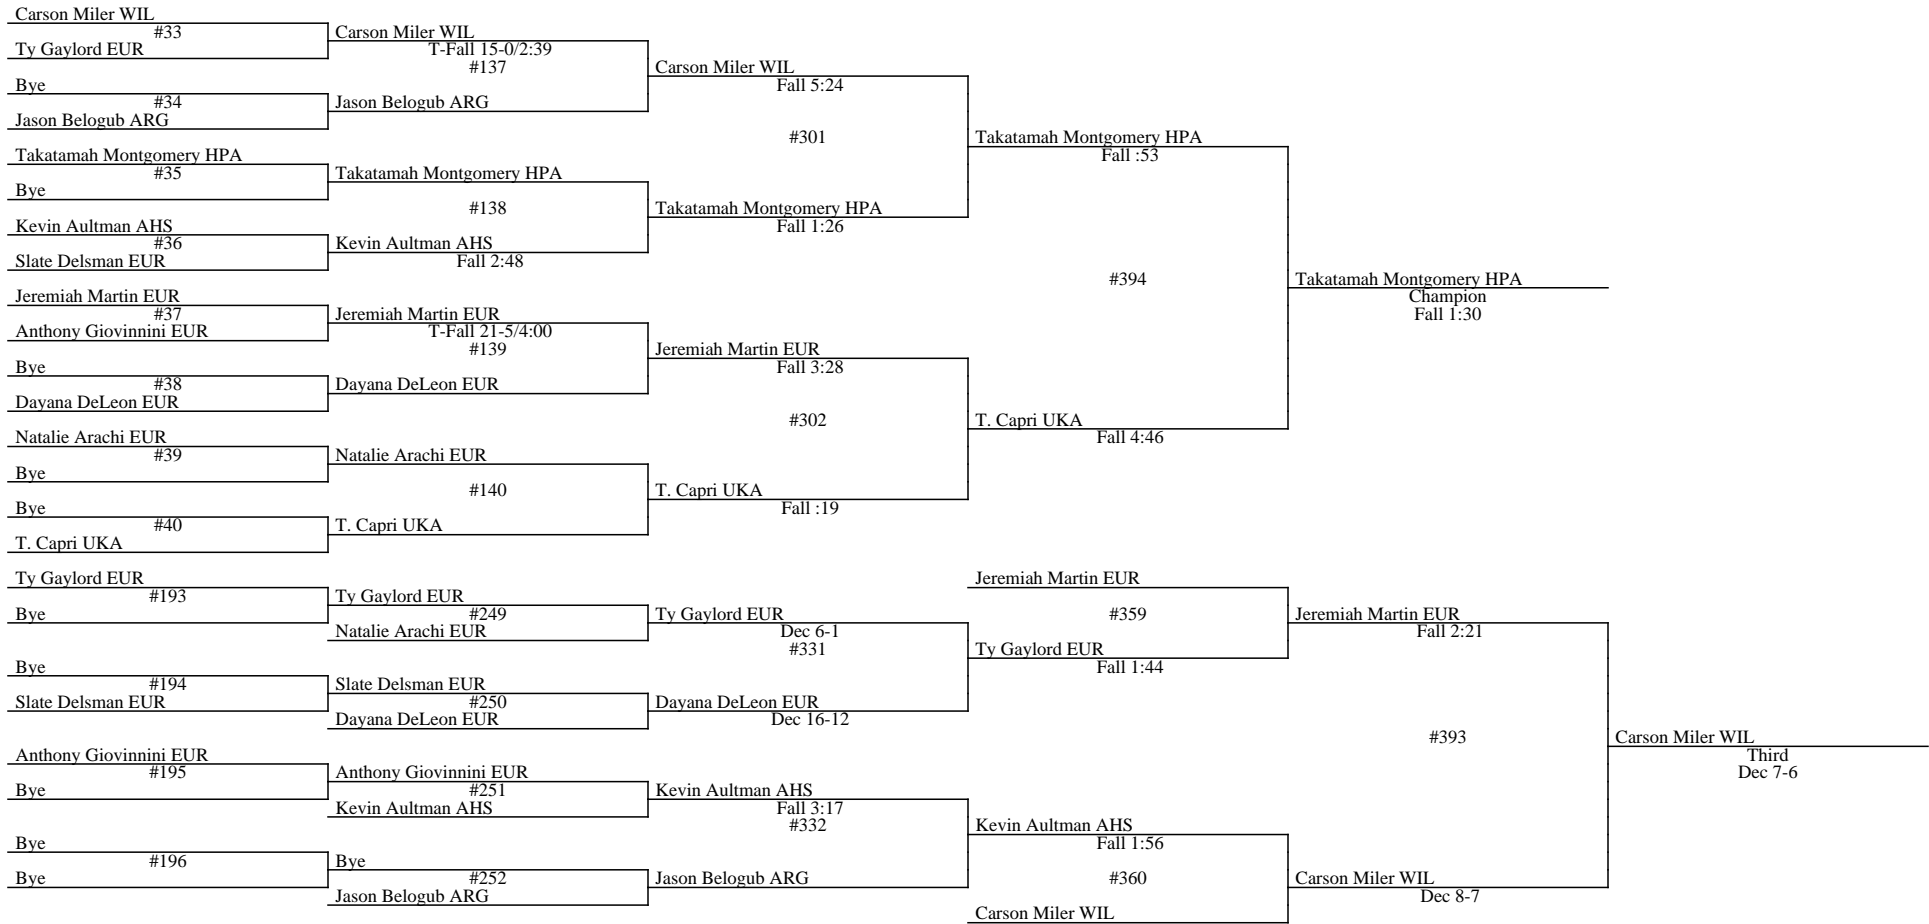 Carson Miler WIL
#33
Ty Gaylord EUR
Bye
#34
Jason Belogub ARG
Takatamah Montgomery HPA
#35
Bye
Kevin Aultman AHS
#36
Slate Delsman EUR
Jeremiah Martin EUR
#37
Anthony Giovinnini EUR
Bye
#38
Dayana DeLeon EUR
Natalie Arachi EUR
#39
Bye
Bye
#40
T. Capri UKA
Carson Miler WIL
T-Fall 15-0/2:39
#137
Jason Belogub ARG
Takatamah Montgomery HPA
#138
Kevin Aultman AHS
Fall 2:48
Jeremiah Martin EUR
T-Fall 21-5/4:00
#139
Dayana DeLeon EUR
Natalie Arachi EUR
#140
T. Capri UKA
Carson Miler WIL
Fall 5:24
#301
Takatamah Montgomery HPA
Fall 1:26
Jeremiah Martin EUR
Fall 3:28
#302
T. Capri UKA
Fall :19
Takatamah Montgomery HPA
Fall :53
#394
T. Capri UKA
Fall 4:46
Takatamah Montgomery HPA
Champion
Fall 1:30
Ty Gaylord EUR
#193
Bye
Bye
#194
Slate Delsman EUR
Anthony Giovinnini EUR
#195
Bye
Bye
#196
Bye
Ty Gaylord EUR
#249
Natalie Arachi EUR
Slate Delsman EUR
#250
Dayana DeLeon EUR
Anthony Giovinnini EUR
#251
Kevin Aultman AHS
Bye
#252
Jason Belogub ARG
Ty Gaylord EUR
Dec 6-1
#331
Dayana DeLeon EUR
Dec 16-12
Kevin Aultman AHS
Fall 3:17
#332
Jason Belogub ARG
Jeremiah Martin EUR
#359
Ty Gaylord EUR
Fall 1:44
Kevin Aultman AHS
Fall 1:56
#360
Carson Miler WIL
Jeremiah Martin EUR
Fall 2:21
#393
Carson Miler WIL
Dec 8-7
Carson Miler WIL
Third
Dec 7-6